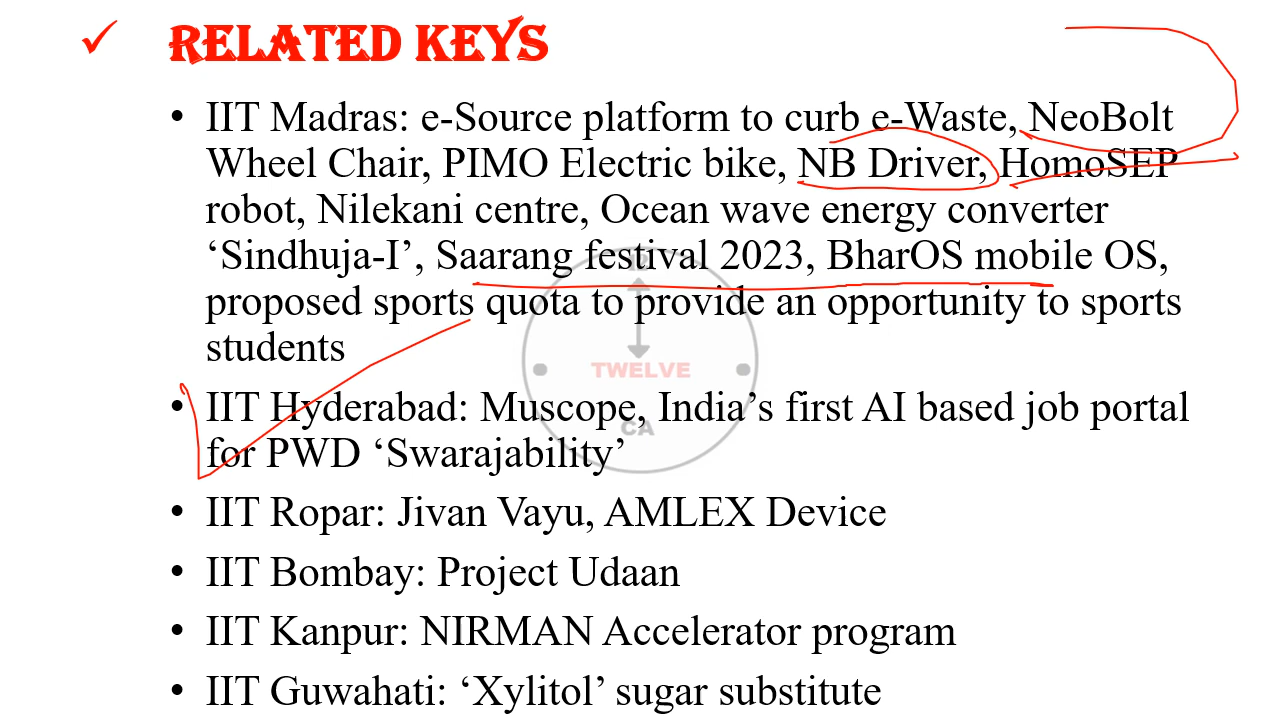 ✓ RELATED KEYS
• IIT Madras: e-Source platform to curb e-Waste, NeoBolt
Wheel Chair, PIMO Electric bike, NB Driver, HomoSEP
robot, Nilekani centre, Ocean wave energy converter
‘Sindhuja-I’, Saarang festival 2023, BharOS mobile OS,
proposed sports quota to provide an opportunity to sports
students
TWELVE
• IIT Hyderabad: Muscope, India’s first AI based job portal
CA
for PWD ‘Swarajability’
• IIT Ropar: Jivan Vayu, AMLEX Device
• IIT Bombay: Project Udaan
• IIT Kanpur: NIRMAN Accelerator program
• IIT Guwahati: ‘Xylitol’ sugar substitute